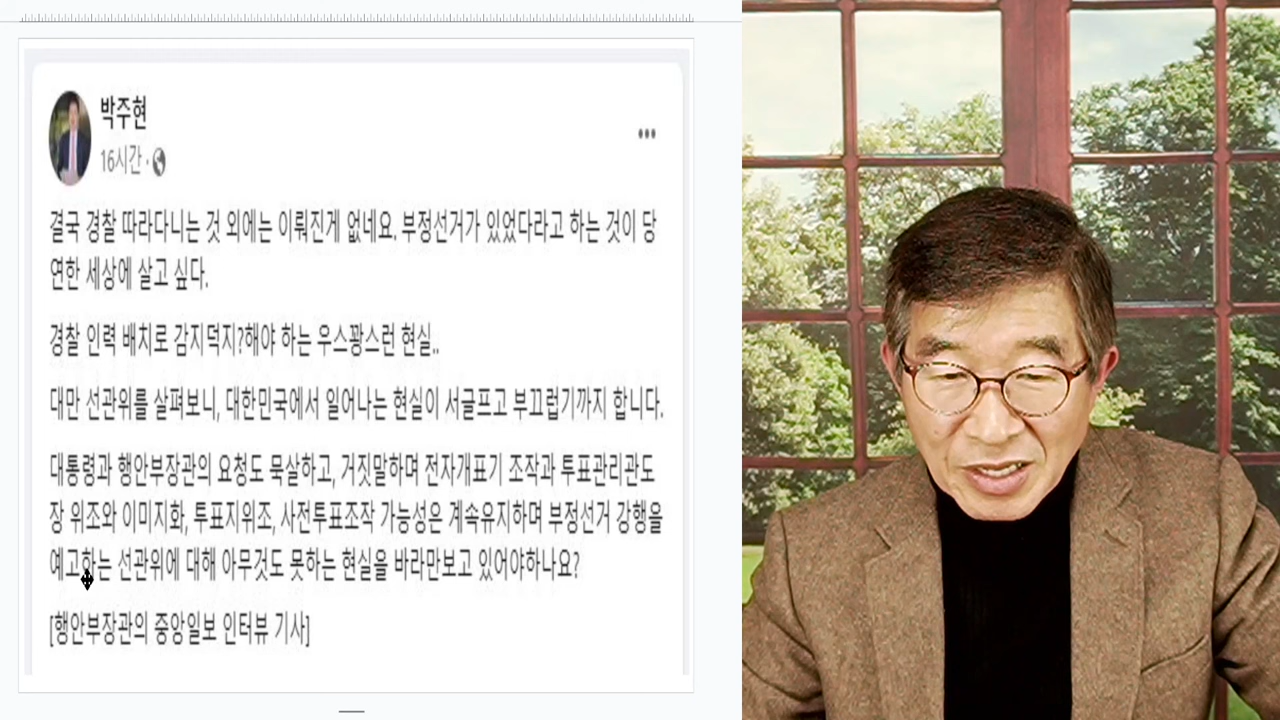 박주현
16시간 ·
결국 경찰 따라다니는 것 외에는 이뤄진게 없네요. 부정선거가 있었다라고 하는 것이 당
연한 세상에 살고 싶다.
경찰 인력 배치로 감지덕지?해야 하는 우스꽝스런 현실..
대만 선관위를 살펴보니, 대한민국에서 일어나는 현실이 서글프고 부끄럽기까지 합니다.
대통령과 행안부장관의 요청도 묵살하고, 거짓말하며 전자개표기 조작과 투표관리관도
장 위조와 이미지화, 투표지위조, 사전투표조작 가능성은 계속유지하며 부정선거 강행을
예고하는 선관위에 대해 아무것도 못하는 현실을 바라만보고 있어야하나요?
[행안부장관의 중앙일보 인터뷰 기사]